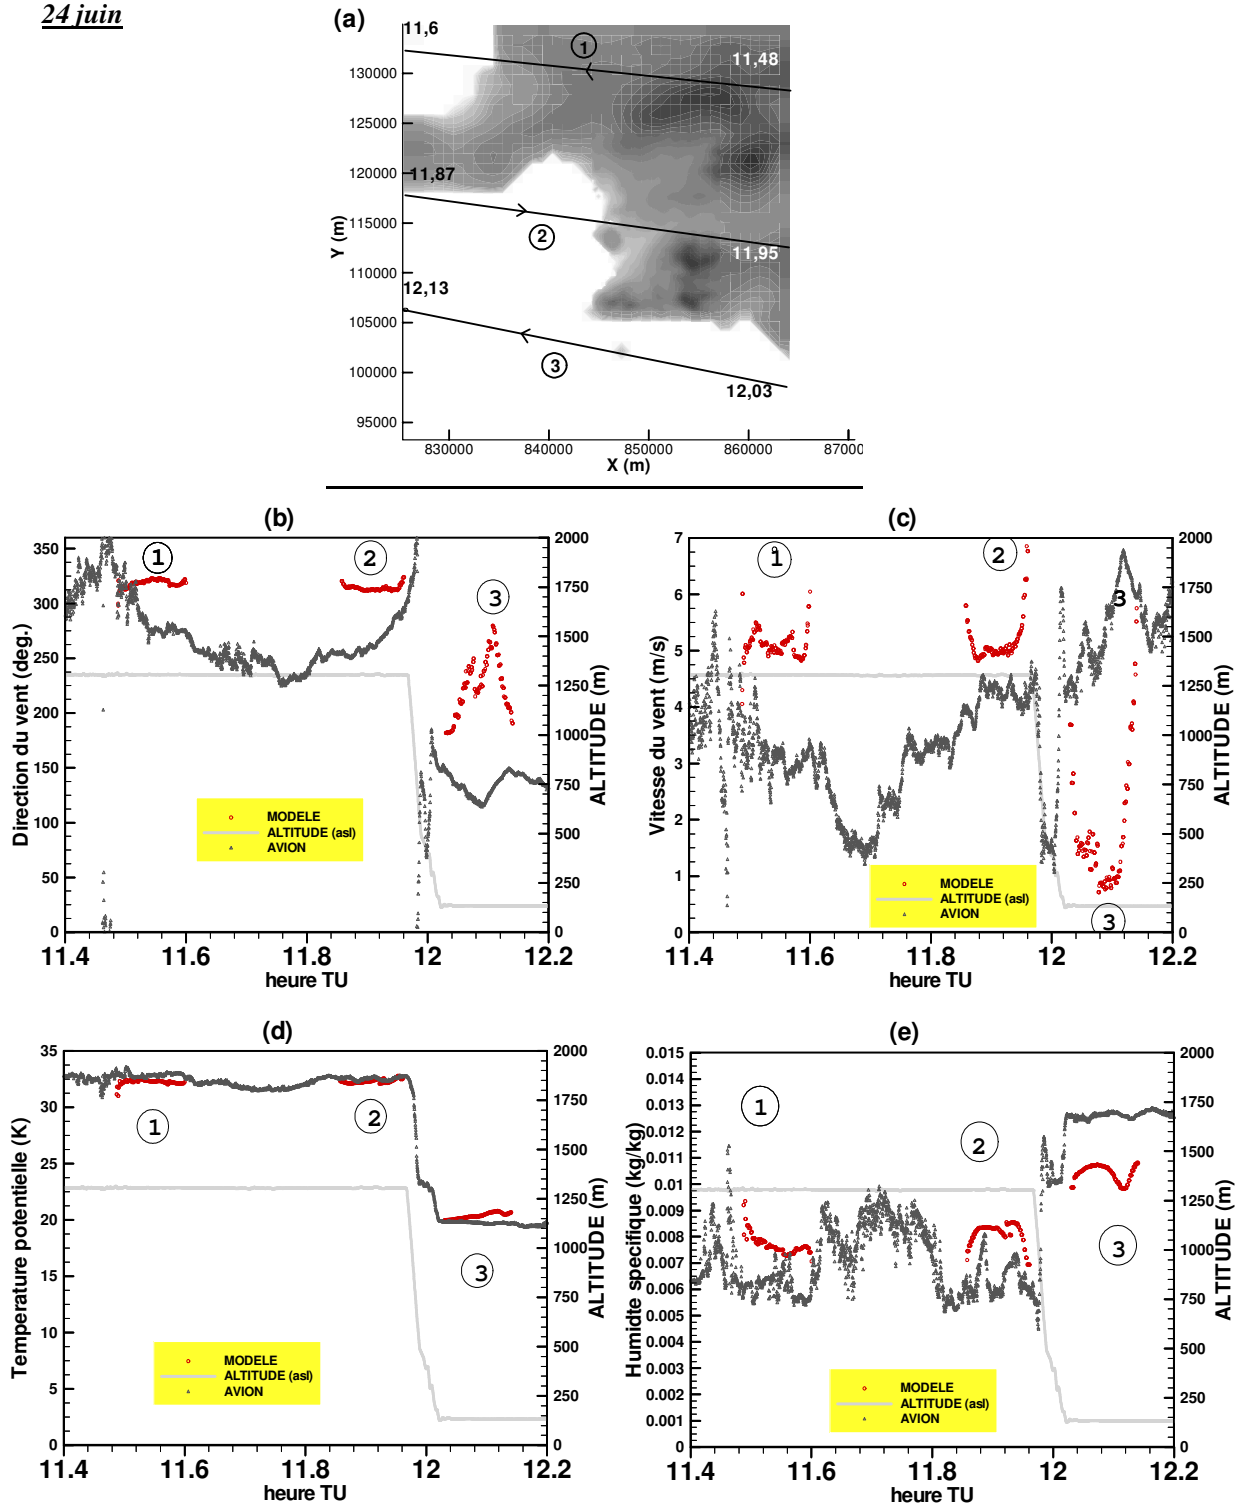 24 juin
(a)
11,6
1
11,48
130000
125000
120000
11,87
115000
Y (m)
2
11,95
110000
12,13
105000
3
100000
12,03
95000
830000 840000 850000 860000 87000
X (m)
(b)
350
300
250
200
150
100
50
0
Direction du vent (deg.)
1
2
3
2000
1750
1500
1250
1000
750
500
250
0
ALTITUDE (m)
MODELE
ALTITUDE (asl)
AVION
11.4 11.6 11.8 12 12.2
heure TU
(c)
7
6
5
4
3
2
1
0
Vitesse du vent (m/s)
1
2
3
3
2000
1750
1500
1250
1000
750
500
250
0
ALTITUDE (m)
MODELE
ALTITUDE (asl)
AVION
11.4 11.6 11.8 12 12.2
heure TU
(d)
35
30
25
20
15
10
5
0
Temperature potentielle (K)
1
2
3
2000
1750
1500
1250
1000
750
500
250
0
ALTITUDE (m)
MODELE
ALTITUDE (asl)
AVION
11.4 11.6 11.8 12 12.2
heure TU
(e)
0.015
0.014
0.013
0.012
0.011
0.01
0.009
0.008
0.007
0.006
0.005
0.004
0.003
0.002
0.001
0
Humidte specifique (kg/kg)
1
2
3
2000
1750
1500
1250
1000
750
500
250
0
ALTITUDE (m)
MODELE
ALTITUDE (asl)
AVION
11.4 11.6 11.8 12 12.2
heure TU